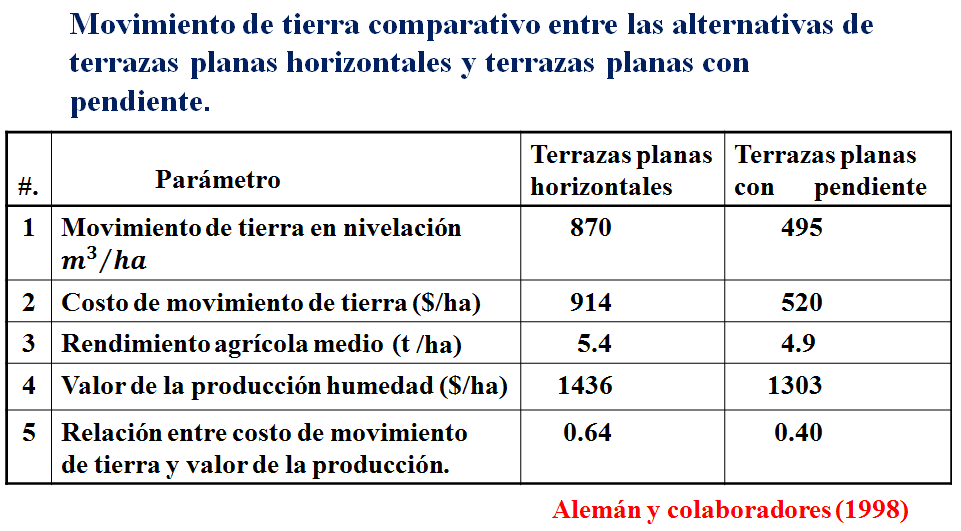 Movimiento de tierra comparativo entre las alternativas de
terrazas planas horizontales y terrazas planas con
pendiente.
#. Parámetro Terrazas planas horizontales Terrazas planas con pendiente
1 Movimiento de tierra en nivelación m³/ha 870 495
2 Costo de movimiento de tierra ($/ha) 914 520
3 Rendimiento agrícola medio (t /ha) 5.4 4.9
4 Valor de la producción humedad ($/ha) 1436 1303
5 Relación entre costo de movimiento de tierra y valor de la producción. 0.64 0.40
Alemán y colaboradores (1998)